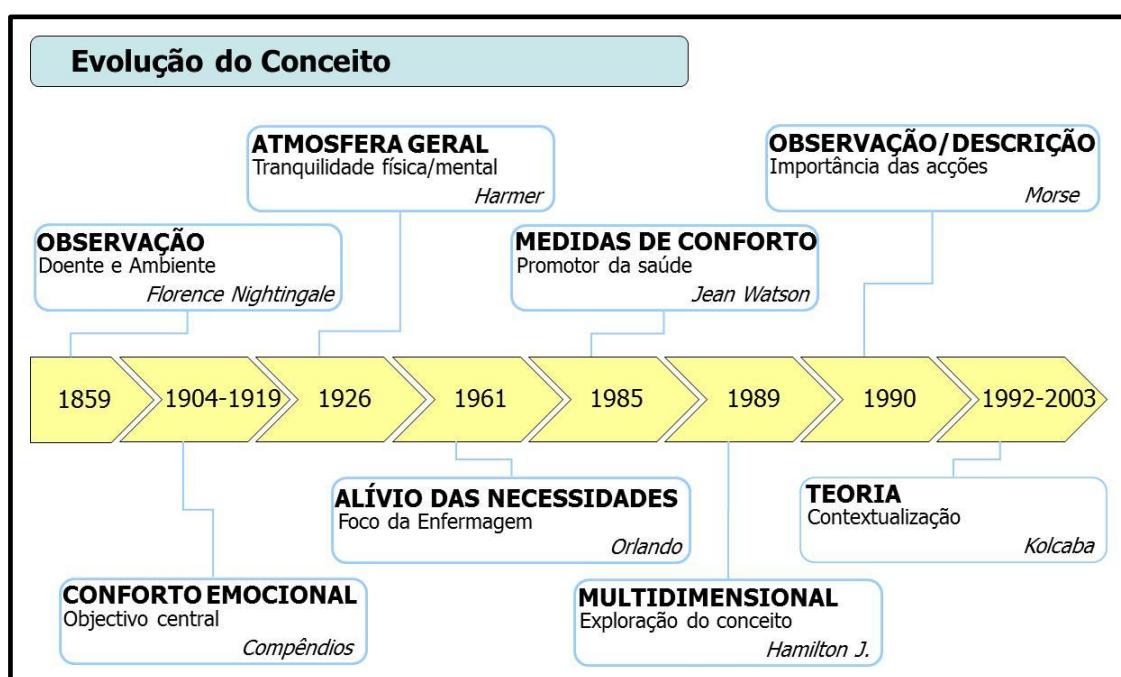 Evolução do Conceito
ATMOSFERA GERAL
Tranquilidade física/mental
Harmer
OBSERVAÇÃO/DESCRIÇÃO
Importância das acções
Morse
OBSERVAÇÃO
Doente e Ambiente
Florence Nightingale
MEDIDAS DE CONFORTO
Promotor da saúde
Jean Watson
1859
1904-1919
1926
1961
1985
1989
1990
1992-2003
ALÍVIO DAS NECESSIDADES
Foco da Enfermagem
Orlando
TEORIA
Contextualização
Kolcaba
CONFORTO EMOCIONAL
Objectivo central
Compêndios
MULTIDIMENSIONAL
Exploração do conceito
Hamilton J.